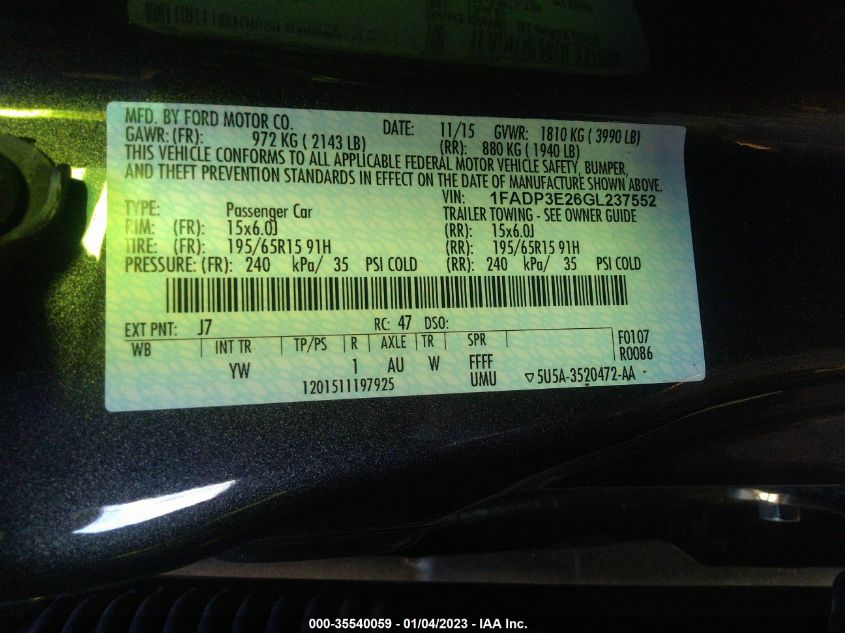 MFD. BY FORD MOTOR CO. DATE: 11/15 GVWR: 1810 KG ( 3990 LB)
GAWR: (FR): 972 KG ( 2143 LB) (RR): 880 KG ( 1940 LB)
THIS VEHICLE CONFORMS TO ALL APPLICABLE FEDERAL MOTOR VEHICLE SAFETY, BUMPER,
AND THEFT PREVENTION STANDARDS IN EFFECT ON THE DATE OF MANUFACTURE SHOWN ABOVE.
VIN: 1FADP3E26GL237552
TYPE: Passenger Car TRAILER TOWING - SEE OWNER GUIDE
RIM: (FR): 15x6.0J (RR): 15x6.0J
TIRE: (FR): 195/65R15 91H (RR): 195/65R15 91H
PRESSURE: (FR): 240 kPa/ 35 PSI COLD (RR): 240 kPa/ 35 PSI COLD
EXT PNT: J7 RC: 47 DSO: F0107
WB INT TR TP/PS R AXLE TR SPR R0086
YW 1 AU W FFFF
1201511197925 UMU ▽5U5A-3520472-AA
000-35540059 - 01/04/2023 - IAA Inc.